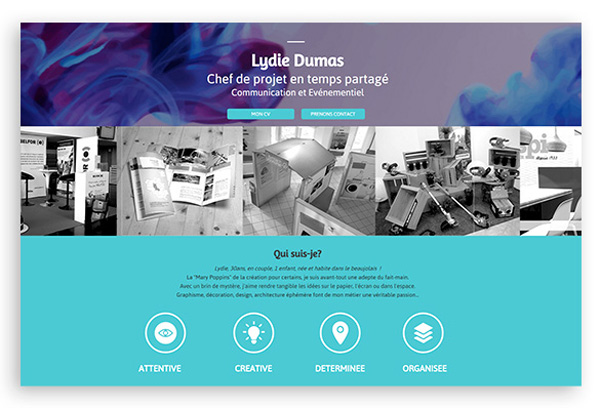 Lydie Dumas
Chef de projet en temps partagé
Communication et Evénementiel
MON CV
PRENONS CONTACT
Qui suis-je?
Lydie, 30ans, en couple, 1 enfant, née et habite dans le beaujolais !
La "Mary Poppins" de la création pour certains, je suis avant tout une adepte du fait-main.
Avec un brin de mystère, j'aime rendre tangible les idées sur le papier, l'écran ou dans l'espace.
Graphisme, décoration, design, architecture éphémère font de mon métier une véritable passion...
ATTENTIVE
CREATIVE
DETERMINEE
ORGANISEE